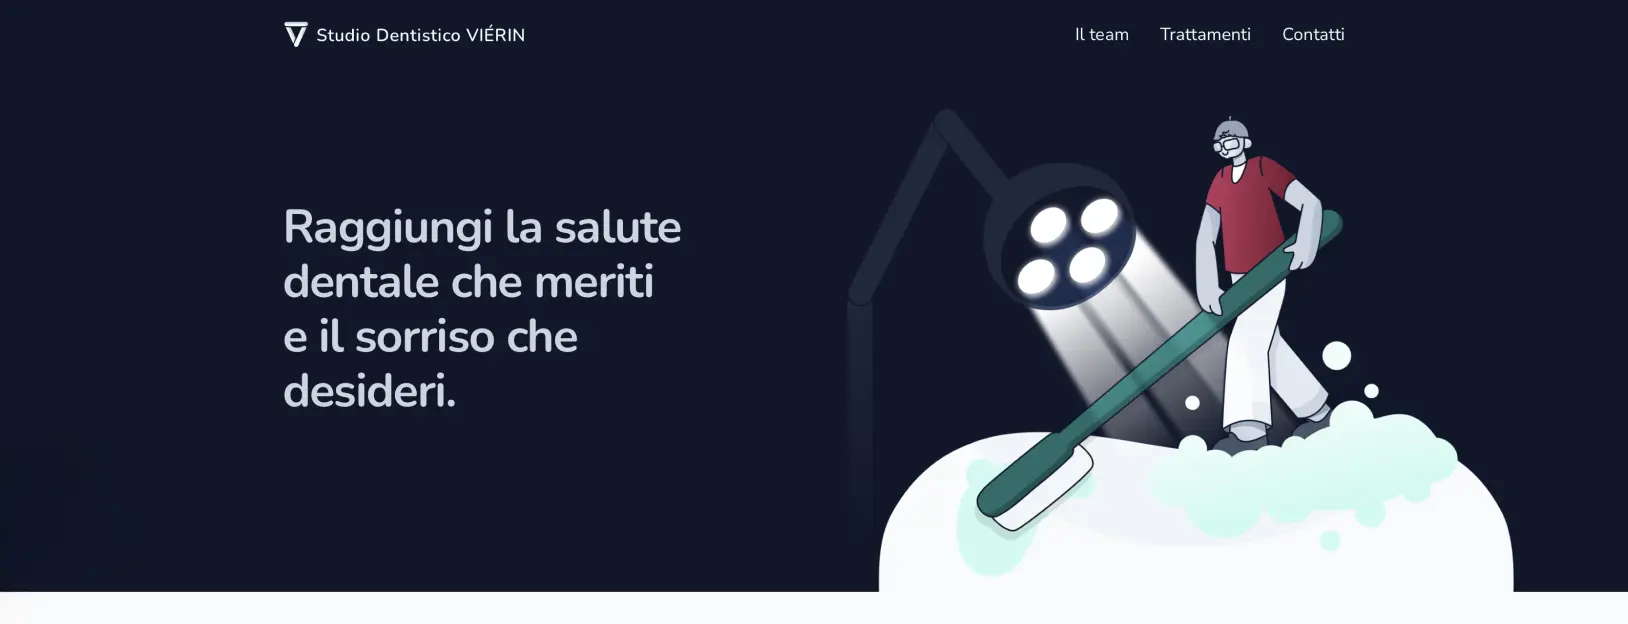 Studio Dentistico VIÉRIN
Il team
Trattamenti
Contatti
Raggiungi la salute
dentale che meriti
e il sorriso che
desideri.